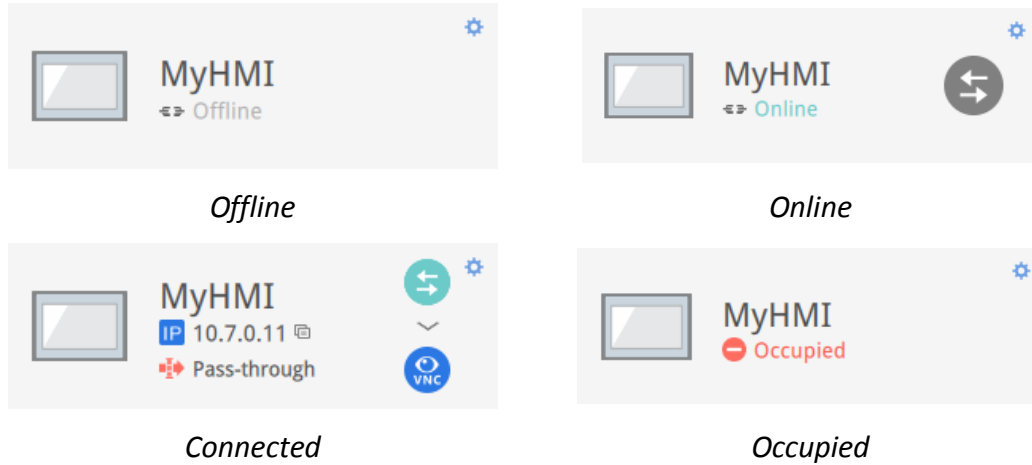 MyHMI
Offline
Offline
MyHMI
Online
Online
MyHMI
IP 10.7.0.11
Pass-through
VNC
Connected
MyHMI
Occupied
Occupied